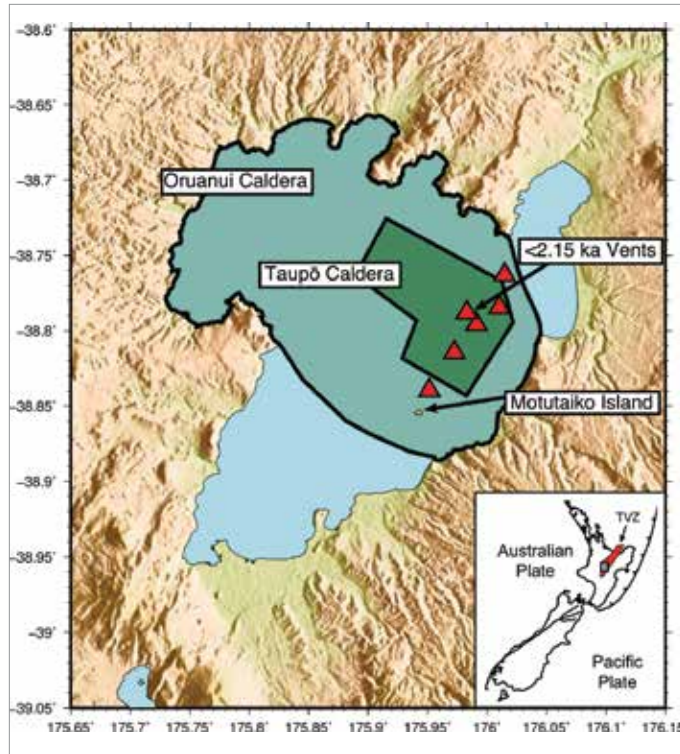 −38.6˚
−38.65˚
−38.7˚
−38.75˚
−38.8˚
−38.85˚
−38.9˚
−38.95˚
−39˚
−39.05˚
Oruanui Caldera
<2.15 ka Vents
Taupō Caldera
Motutaiko Island
TVZ
Australian
Plate
Pacific
Plate
175.65˚ 175.7˚ 175.75˚ 175.8˚ 175.85˚ 175.9˚ 175.95˚ 176˚ 176.05˚ 176.1˚ 176.15